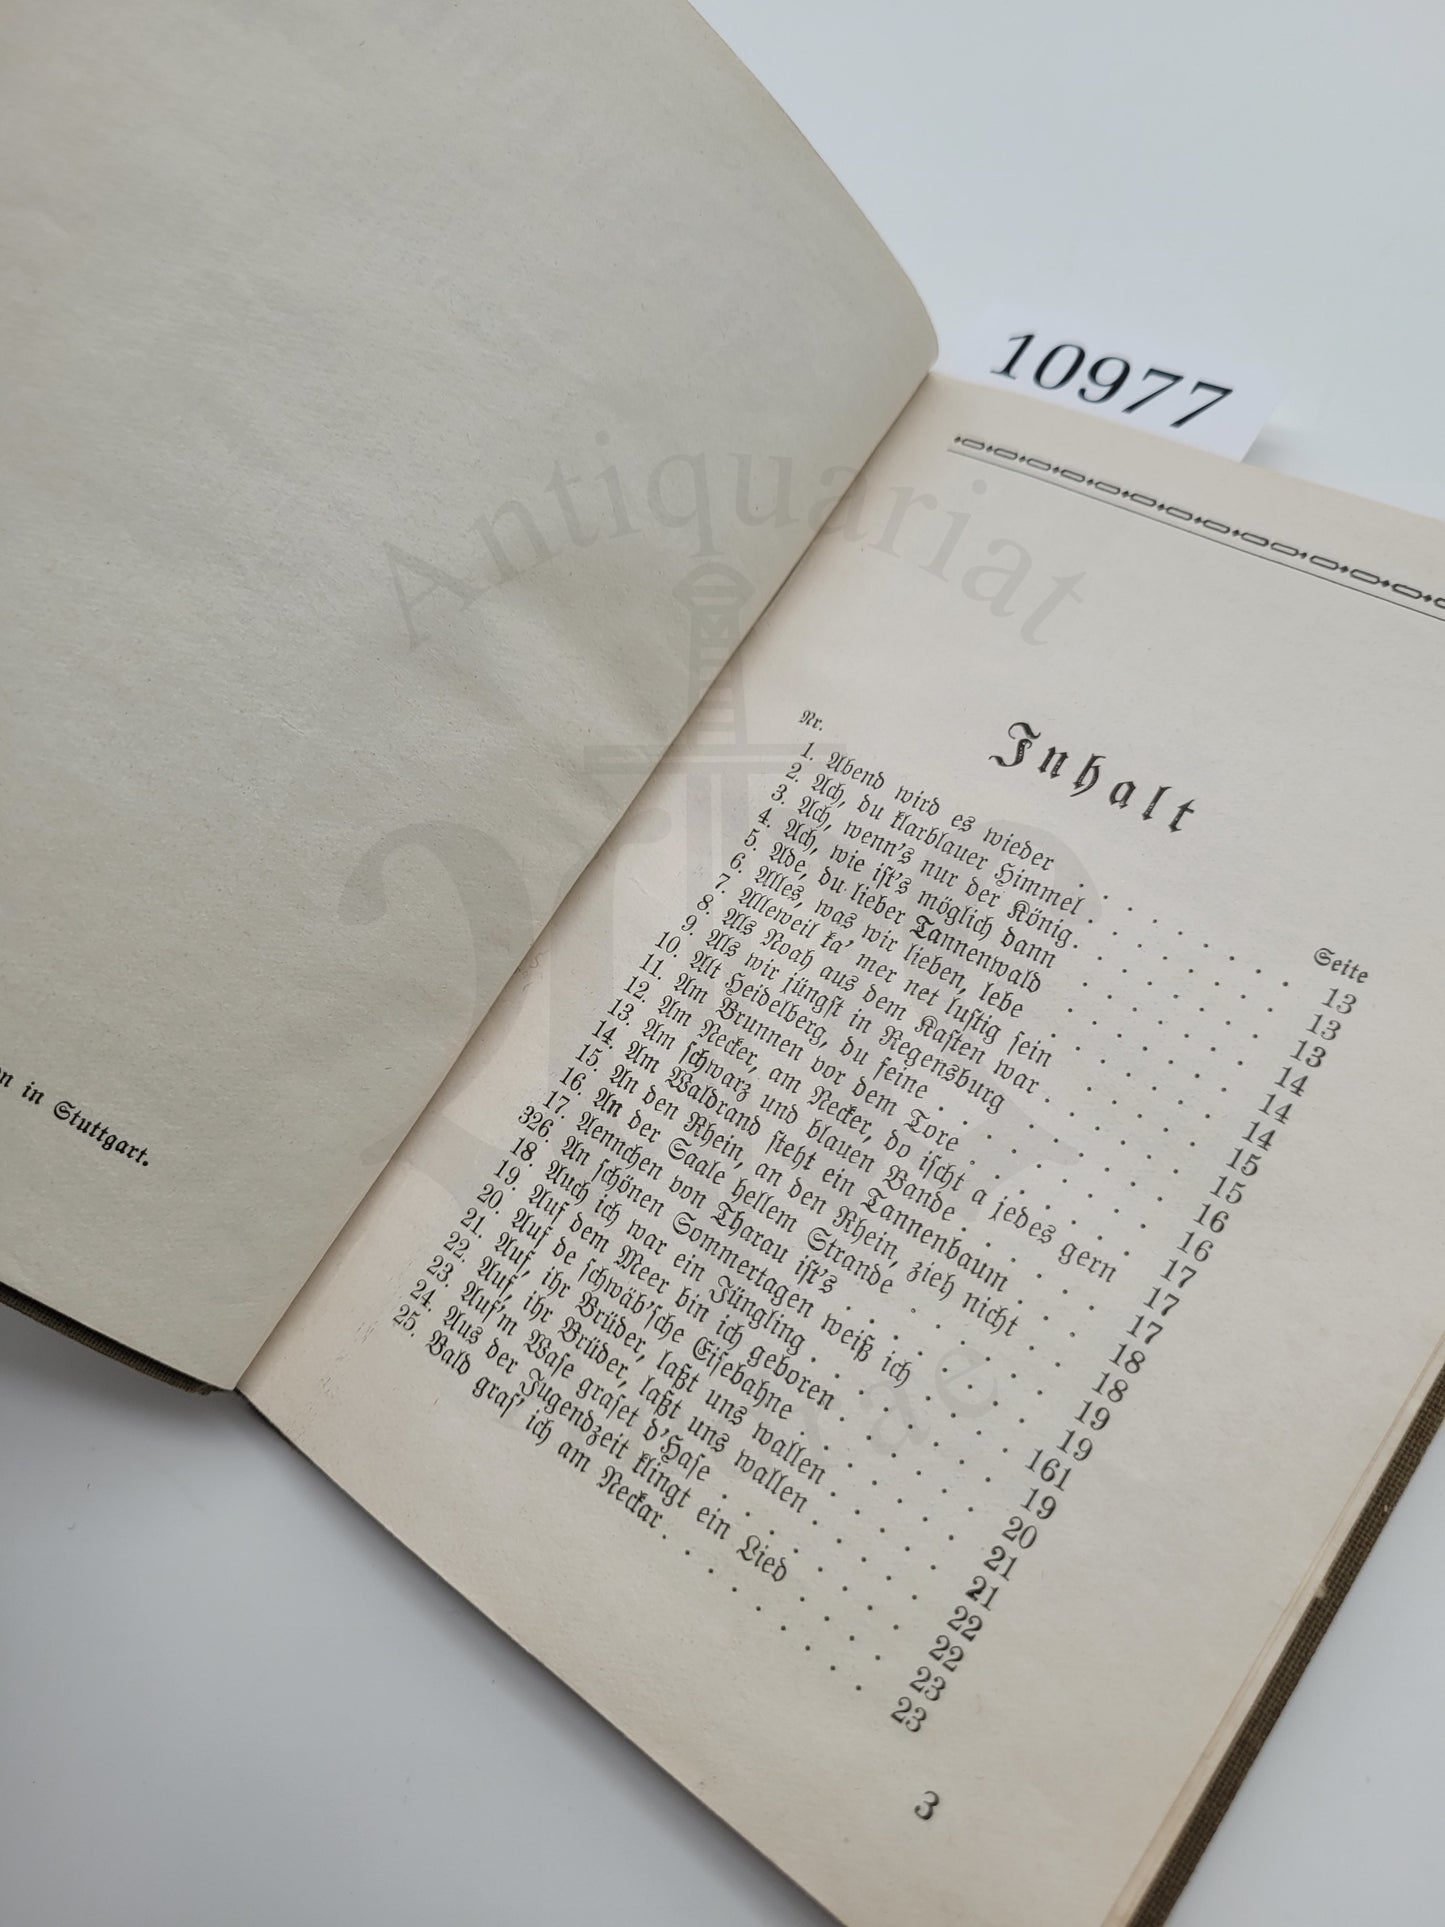 10977
en in Stuttgart.
Inhalt
Nr.
Seite
1. Abend wird es wieder . . . . . . . 13
2. Ach, du klarblauer Himmel . . . . . . 13
3. Ach, wenn's nur der König . . . . . . 13
4. Ach, wie ist's möglich dann . . . . . . 14
5. Ade, du lieber Tannenwald . . . . . . 14
6. Alles, was wir lieben, lebe . . . . . . 14
7. Alleweil ka' mer net lustig sein . . . . . 15
8. Als Noah aus dem Kasten war . . . . . 15
9. Als wir jüngst in Regensburg . . . . . 16
10. Alt Heidelberg, du feine . . . . . . . 16
11. Am Brunnen vor dem Tore . . . . . . 17
12. Am Necker, am Necker, do ischt a jedes gern 17
13. Am schwarz und blauen Bande . . . . . 17
14. Am Waldrand steht ein Tannenbaum . . . 18
15. An den Rhein, an den Rhein, zieh nicht . . 18
16. An der Saale hellem Strande . . . . . 19
17. Aennchen von Tharau ist's . . . . . . 19
326. An schönen Sommertagen weiß ich . . . . 161
18. Auch ich war ein Jüngling . . . . . . 19
19. Auf dem Meer bin ich geboren . . . . . 20
20. Auf de schwäb'sche Eisebahne . . . . . 21
21. Auf, ihr Brüder, laßt uns wallen . . . . 21
22. Auf, ihr Brüder, laßt uns wallen . . . . 22
23. Auf'm Wase graset d'Hase . . . . . . 22
24. Aus der Jugendzeit klingt ein Lied . . . . 23
25. Bald gras' ich am Neckar . . . . . . 23
3
Antiquariat